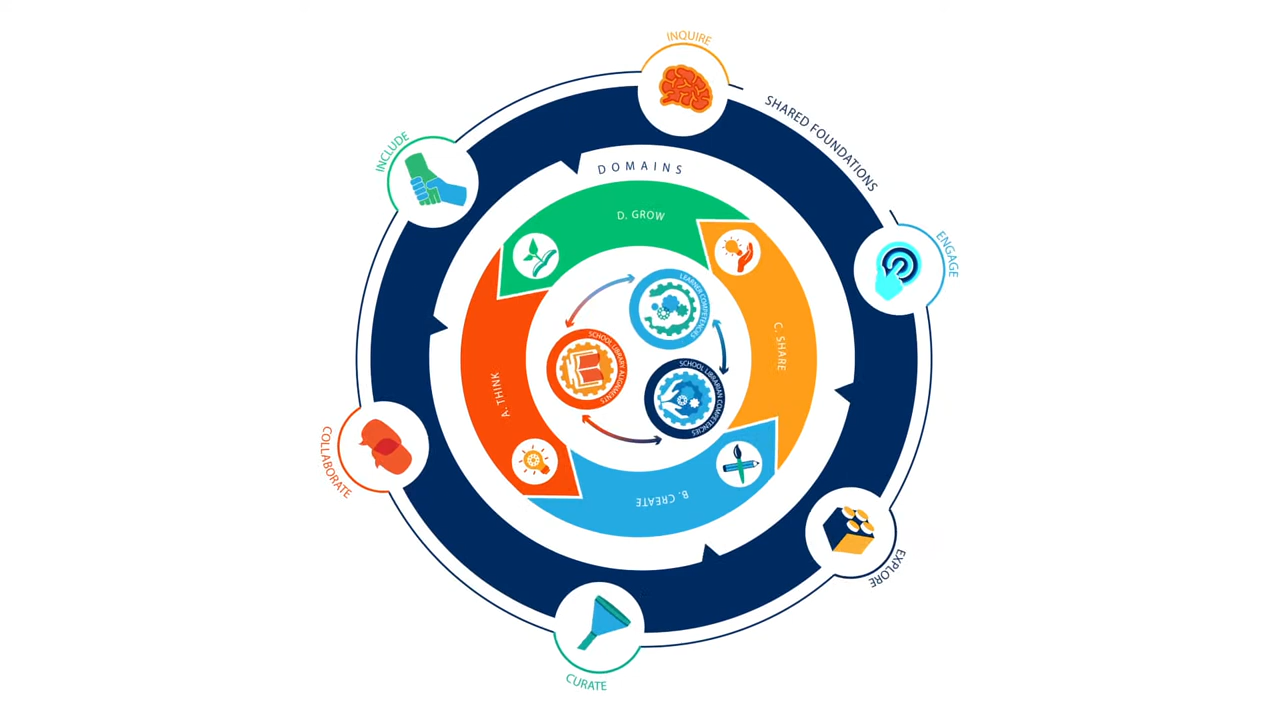 INQUIRE
SHARED FOUNDATIONS
INCLUDE
DOMAINS
D. GROW
ENGAGE
LEARNER COMPETENCIES
C. SHARE
SCHOOL LIBRARY ALIGNMENTS
SCHOOL LIBRARIAN COMPETENCIES
A. THINK
COLLABORATE
B. CREATE
EXPLORE
CURATE